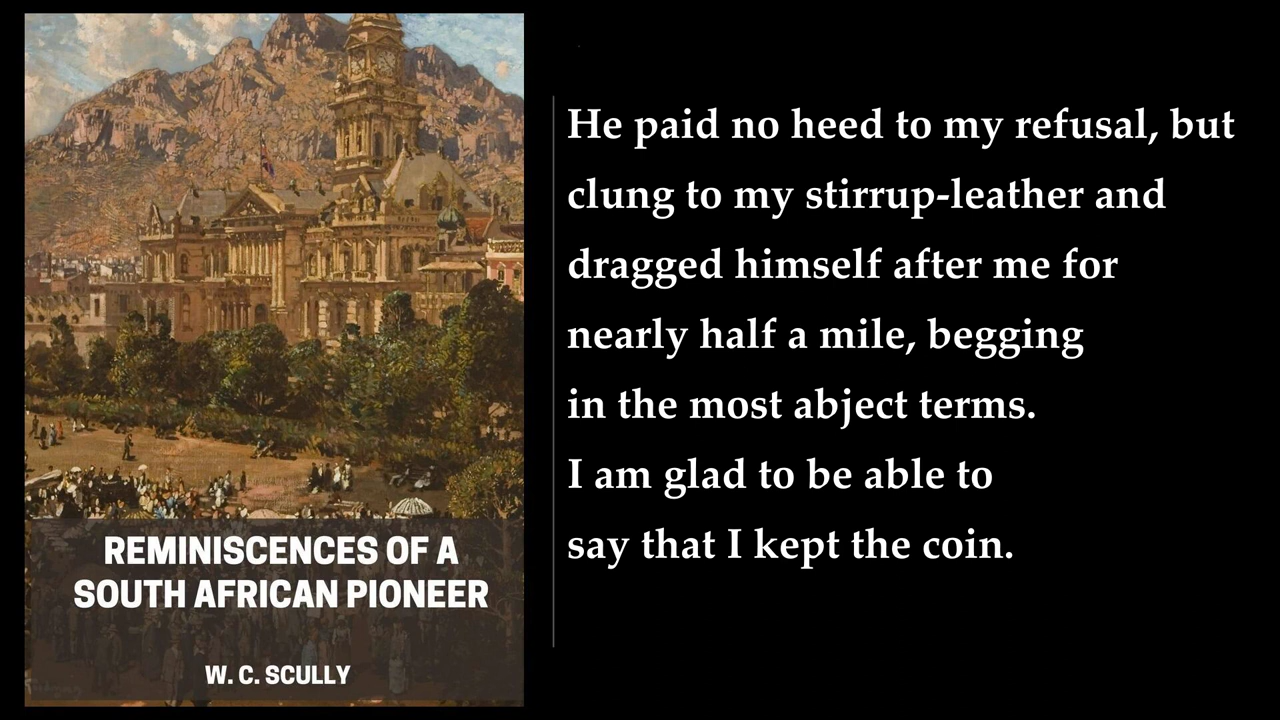 REMINISCENCES OF A
SOUTH AFRICAN PIONEER
W. C. SCULLY
He paid no heed to my refusal, but
clung to my stirrup-leather and
dragged himself after me for
nearly half a mile, begging
in the most abject terms.
I am glad to be able to
say that I kept the coin.